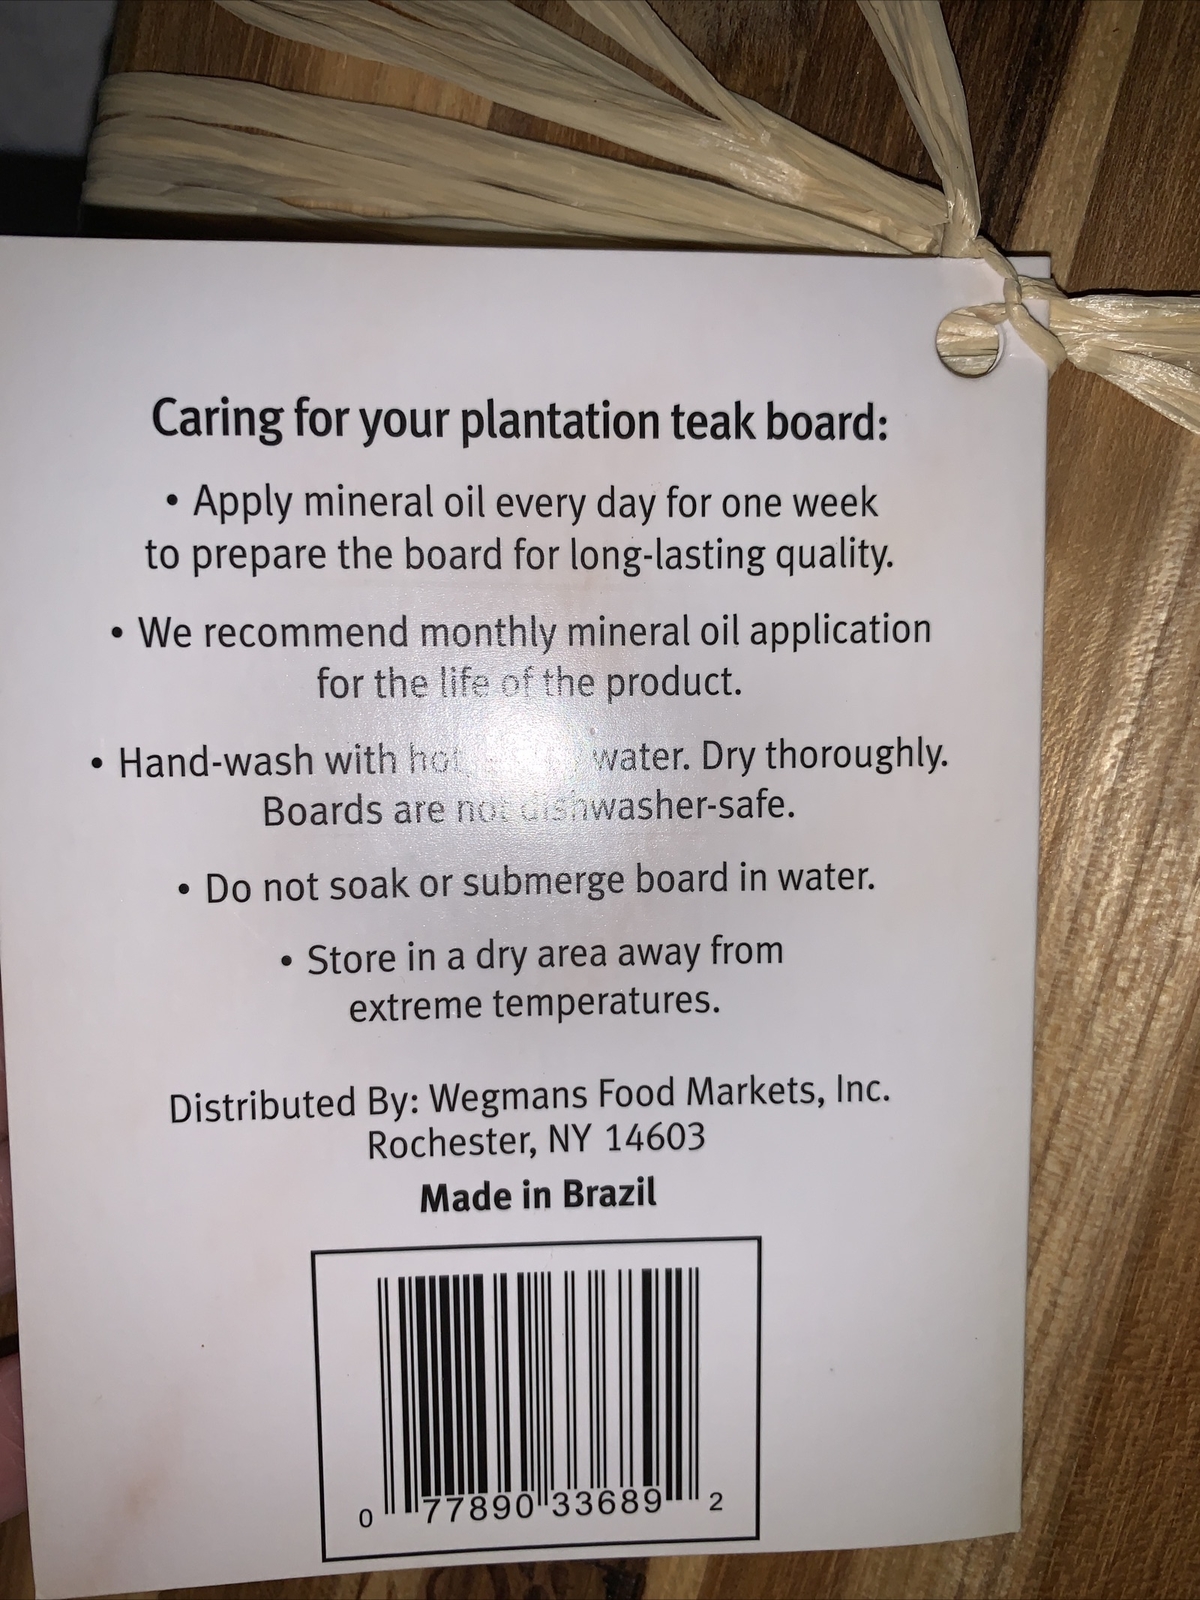 Caring for your plantation teak board:
• Apply mineral oil every day for one week
to prepare the board for long-lasting quality.
• We recommend monthly mineral oil application
for the life of the product.
• Hand-wash with hot, water. Dry thoroughly.
Boards are not dishwasher-safe.
• Do not soak or submerge board in water.
• Store in a dry area away from
extreme temperatures.
Distributed By: Wegmans Food Markets, Inc.
Rochester, NY 14603
Made in Brazil
0 77890 33689 2